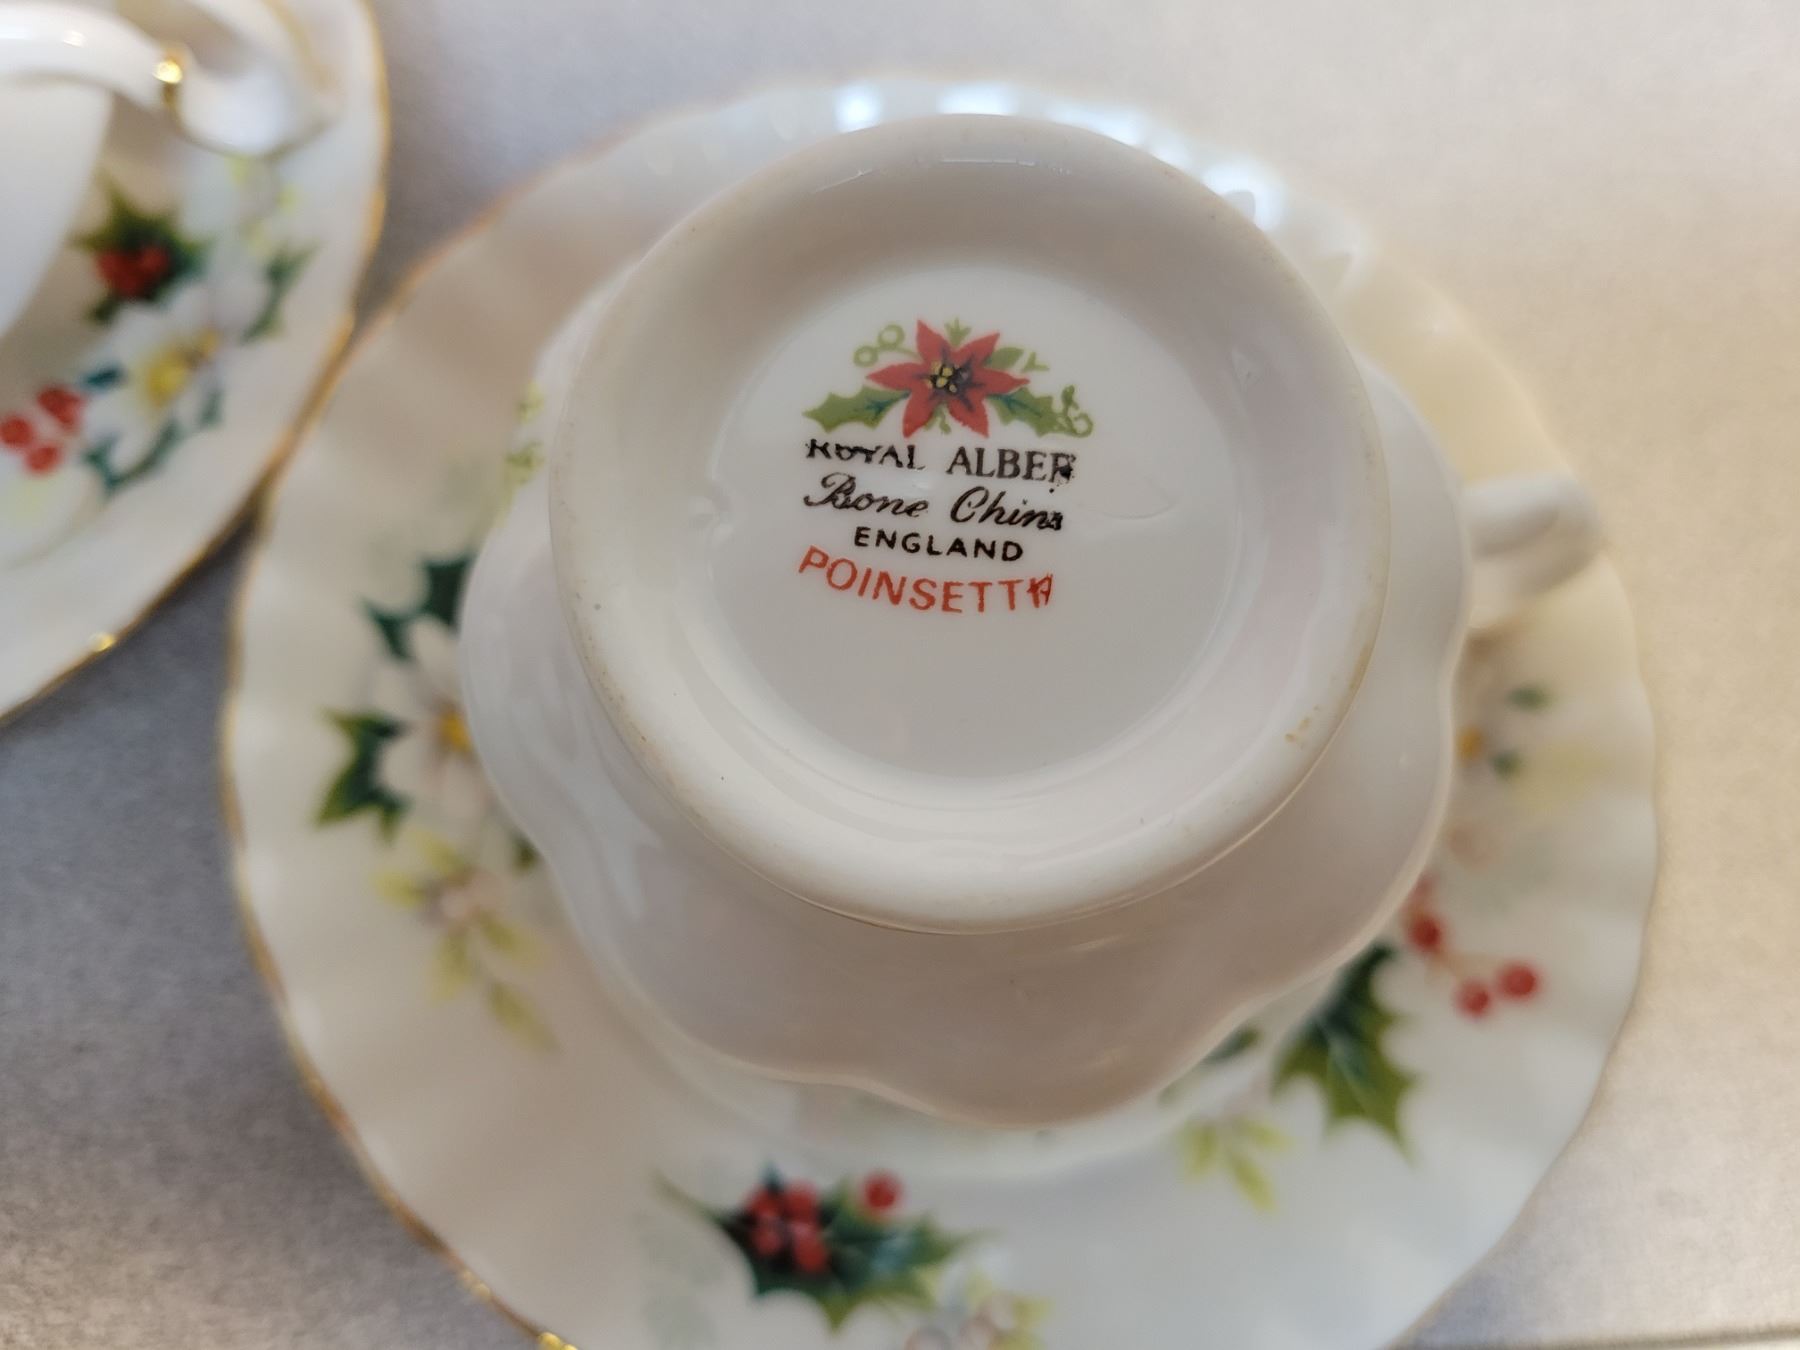 ROYAL ALBER
Bone China
ENGLAND
POINSETTIA